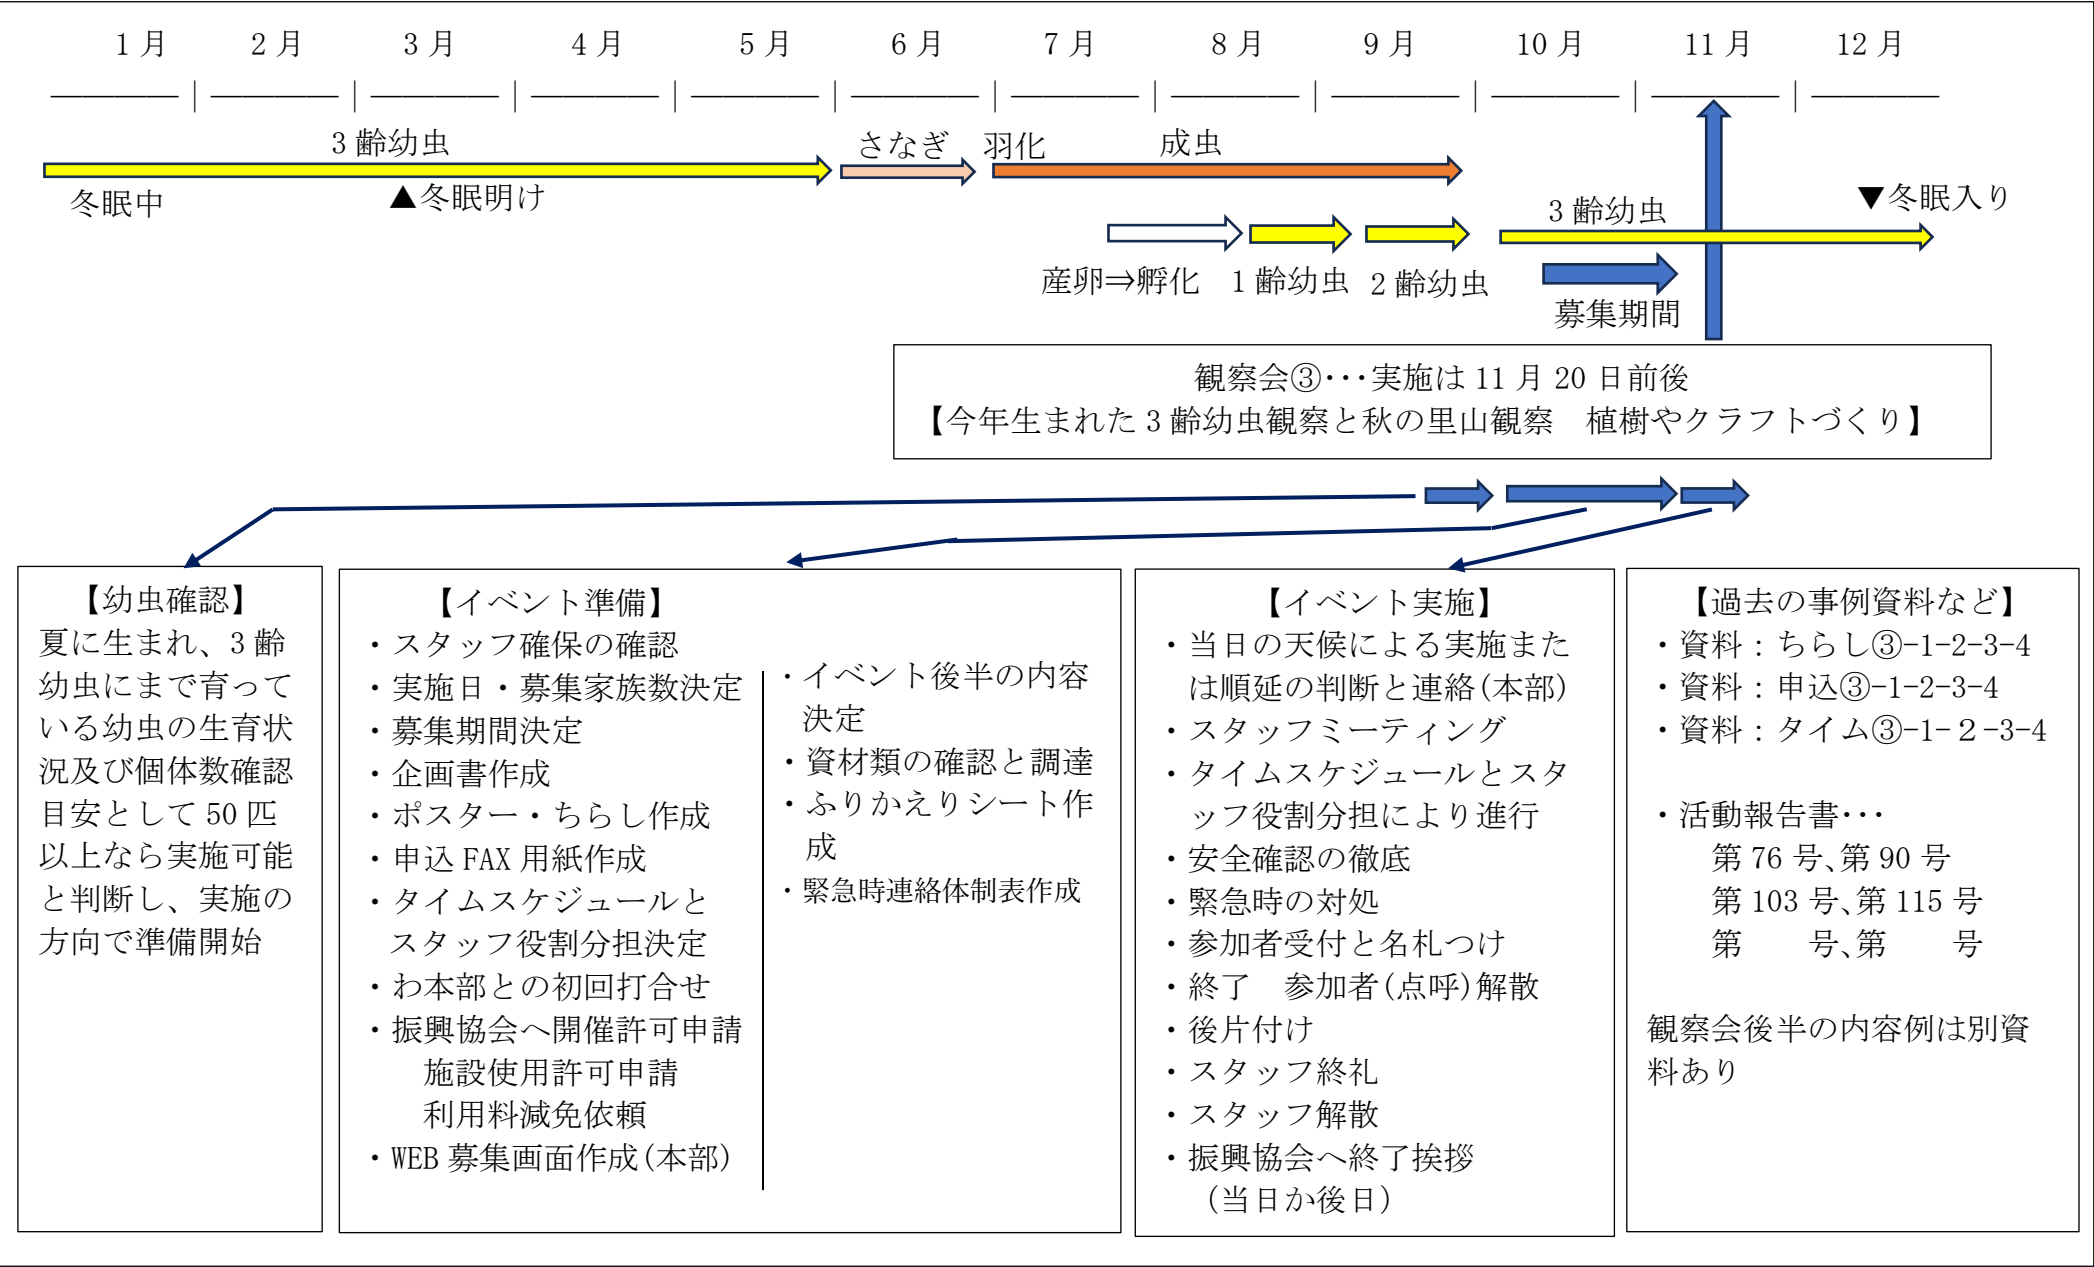 1月 2月 3月 4月 5月 6月 7月 8月 9月 10月 11月 12月
3齢幼虫 さなぎ 羽化 成虫
冬眠中 ▲冬眠明け 3齢幼虫 ▼冬眠入り
産卵⇒孵化 1齢幼虫 2齢幼虫
募集期間
観察会③･･･実施は11月20日前後
【今年生まれた3齢幼虫観察と秋の里山観察　植樹やクラフトづくり】
【幼虫確認】
夏に生まれ、3齢
幼虫にまで育って
いる幼虫の生育状
況及び個体数確認
目安として50匹
以上なら実施可能
と判断し、実施の
方向で準備開始
【イベント準備】
・スタッフ確保の確認
・実施日・募集家族数決定
・募集期間決定
・企画書作成
・ポスター・ちらし作成
・申込FAX用紙作成
・タイムスケジュールと
スタッフ役割分担決定
・わ本部との初回打合せ
・振興協会へ開催許可申請
施設使用許可申請
利用料減免依頼
・WEB募集画面作成(本部)
・イベント後半の内容
決定
・資材類の確認と調達
・ふりかえりシート作
成
・緊急時連絡体制表作成
【イベント実施】
・当日の天候による実施また
は順延の判断と連絡(本部)
・スタッフミーティング
・タイムスケジュールとスタ
ッフ役割分担により進行
・安全確認の徹底
・緊急時の対処
・参加者受付と名札つけ
・終了　参加者(点呼)解散
・後片付け
・スタッフ終礼
・スタッフ解散
・振興協会へ終了挨拶
(当日か後日)
【過去の事例資料など】
・資料：ちらし③-1-2-3-4
・資料：申込③-1-2-3-4
・資料：タイム③-1-２-3-4
・活動報告書･･･
第76号、第90号
第103号、第115号
第　　号、第　　号
観察会後半の内容例は別資
料あり